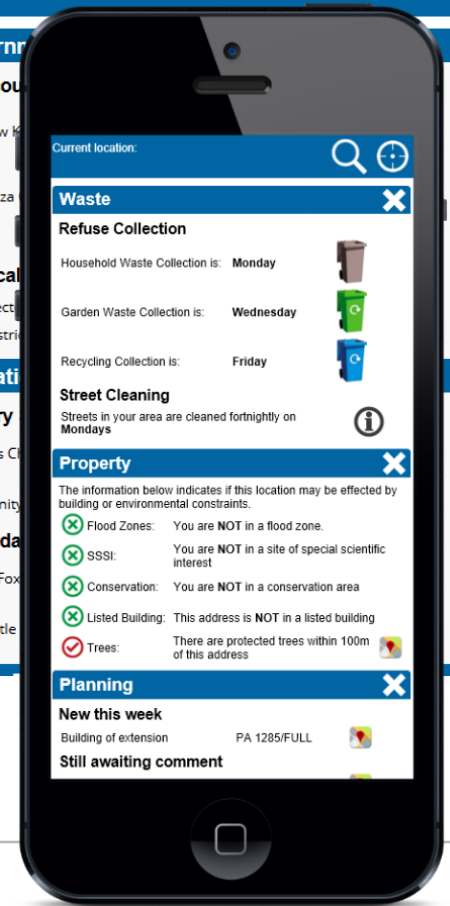 Current location:
Waste
Refuse Collection
Household Waste Collection is: Monday
Garden Waste Collection is: Wednesday
Recycling Collection is: Friday
Street Cleaning
Streets in your area are cleaned fortnightly on
Mondays
Property
The information below indicates if this location may be effected by
building or environmental constraints.
Flood Zones: You are NOT in a flood zone.
SSSI: You are NOT in a site of special scientific
interest
Conservation: You are NOT in a conservation area
Listed Building: This address is NOT in a listed building
Trees: There are protected trees within 100m
of this address
Planning
New this week
Building of extension PA 1285/FULL
Still awaiting comment